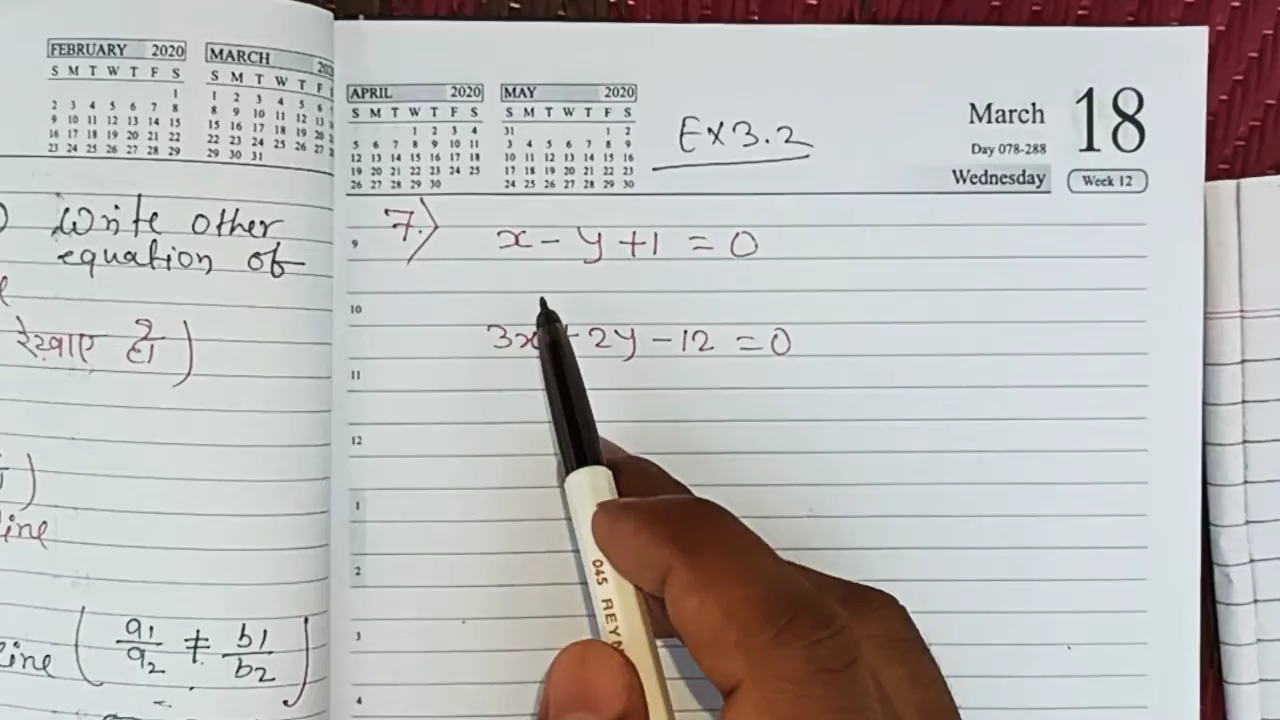 FEBRUARY 2020
S M T W T F S
1
2 3 4 5 6 7 8
9 10 11 12 13 14 15
16 17 18 19 20 21 22
23 24 25 26 27 28 29
MARCH
S M T W T F
1 2 3 4 5 6
8 9 10 11 12 13
15 16 17 18 19 20
22 23 24 25 26 27
29 30 31
Write other
equation of
रेखाए है।)
line
line ( a1/a2 ≠ b1/b2 )
APRIL 2020
S M T W T F S
1 2 3 4
5 6 7 8 9 10 11
12 13 14 15 16 17 18
19 20 21 22 23 24 25
26 27 28 29 30
MAY 2020
S M T W T F S
31 1 2
3 4 5 6 7 8 9
10 11 12 13 14 15 16
17 18 19 20 21 22 23
24 25 26 27 28 29 30
EX3.2
March 18
Day 078-288
Wednesday Week 12
7.) x - y + 1 = 0
9
10
3x + 2y - 12 = 0
11
12
1
2
3
4
045 REYN